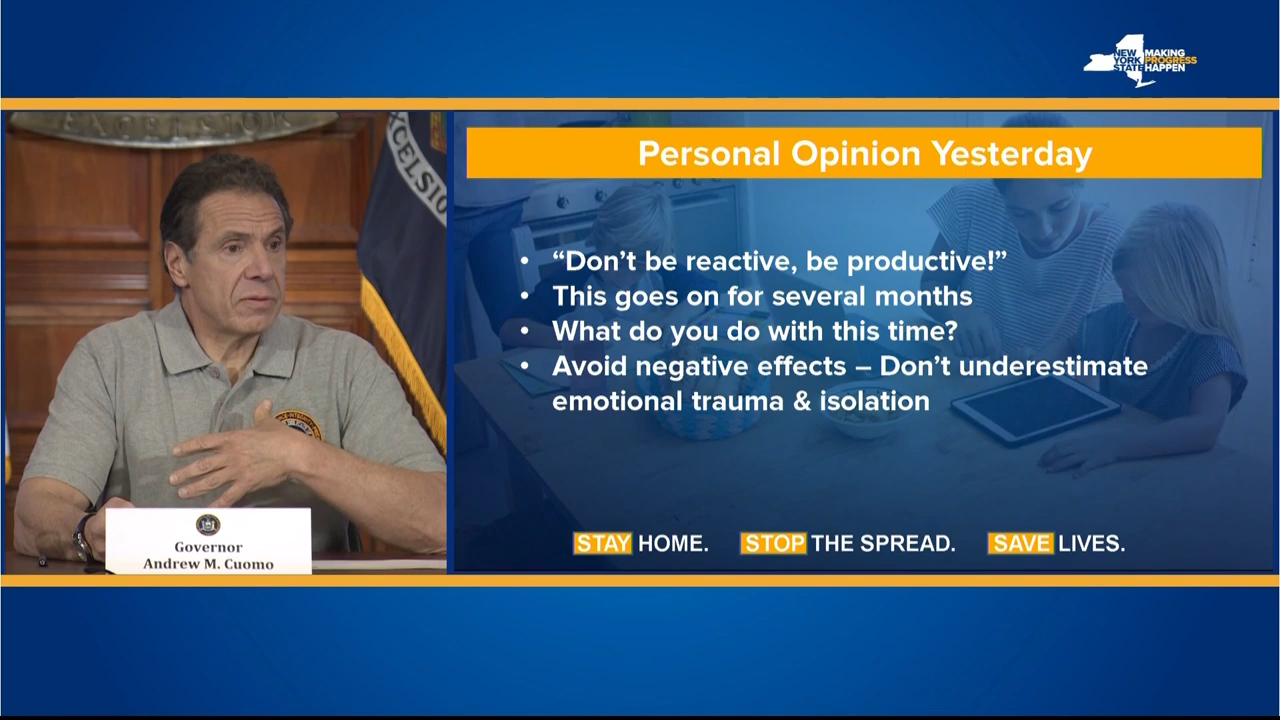 NEW
YORK
STATE
MAKING
PROGRESS
HAPPEN
EXCELSIOR
EXCELSIO
Personal Opinion Yesterday
• “Don’t be reactive, be productive!”
• This goes on for several months
• What do you do with this time?
• Avoid negative effects – Don’t underestimate
emotional trauma & isolation
STAY HOME. STOP THE SPREAD. SAVE LIVES.
Governor
Andrew M. Cuomo